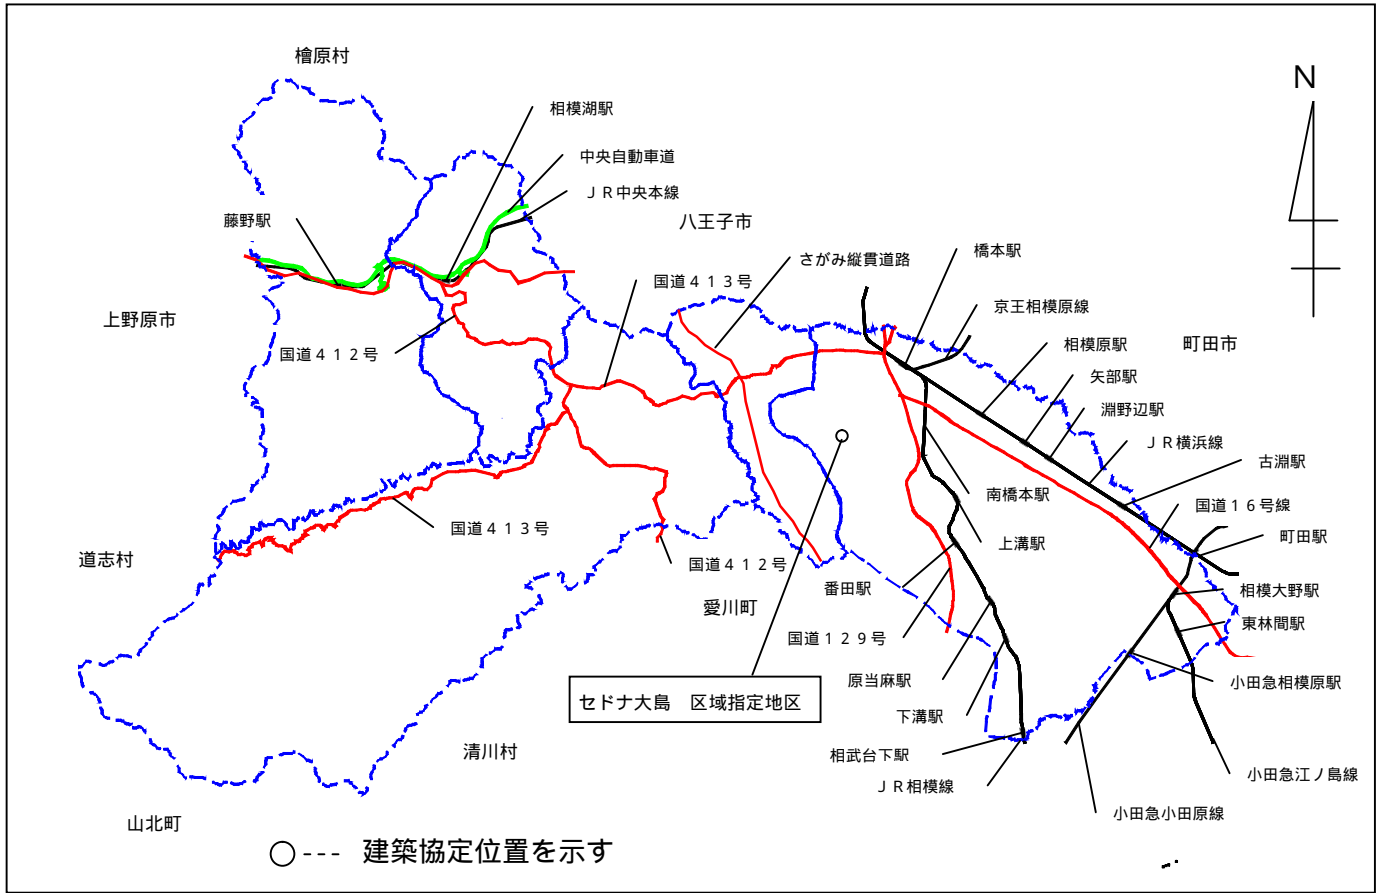 檜原村
N
相模湖駅
中央自動車道
ＪＲ中央本線
藤野駅
八王子市
さがみ縦貫道路
橋本駅
国道４１３号
京王相模原線
上野原市
相模原駅
町田市
国道４１２号
矢部駅
淵野辺駅
ＪＲ横浜線
古淵駅
南橋本駅
国道１６号線
国道４１３号
町田駅
上溝駅
道志村
国道４１２号
番田駅
相模大野駅
愛川町
東林間駅
国道１２９号
原当麻駅
小田急相模原駅
セドナ大島　区域指定地区
下溝駅
清川村
相武台下駅
小田急江ノ島線
ＪＲ相模線
小田急小田原線
山北町
○--- 建築協定位置を示す